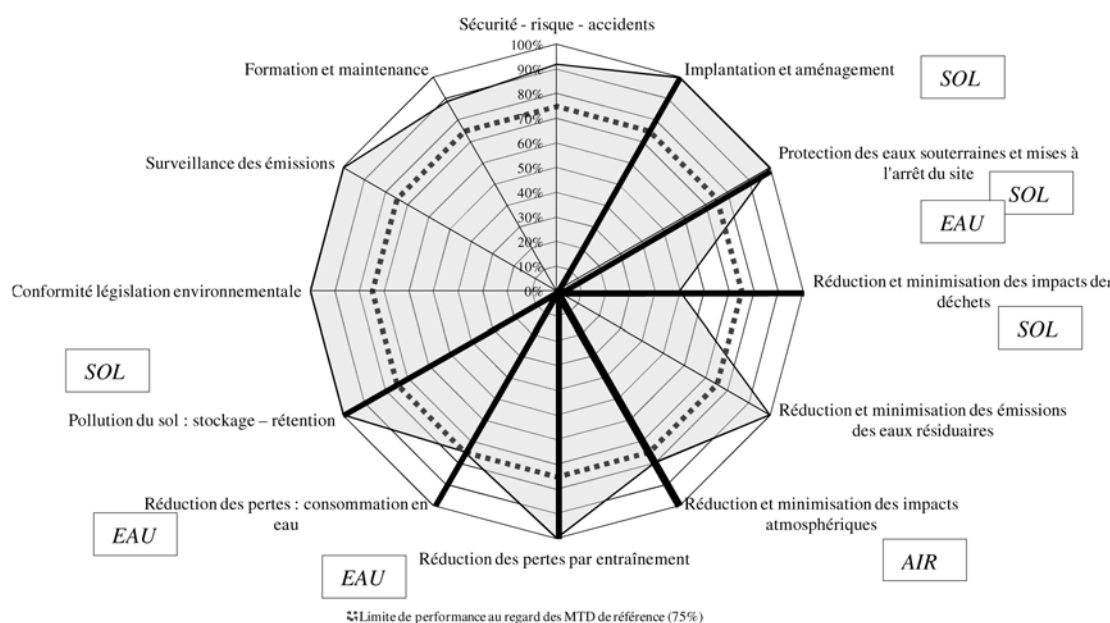 Sécurité - risque - accidents
100%
90%
80%
70%
60%
50%
40%
30%
20%
10%
0%
Formation et maintenance
Implantation et aménagement
SOL
Surveillance des émissions
Protection des eaux souterraines et mises à
l'arrêt du site
SOL
EAU
Conformité législation environnementale
Réduction et minimisation des impacts der
déchets
SOL
SOL
Pollution du sol : stockage – rétention
Réduction et minimisation des émissions
des eaux résiduaires
Réduction des pertes : consommation en
eau
EAU
Réduction et minimisation des impacts
atmosphériques
AIR
Réduction des pertes par entraînement
EAU
Limite de performance au regard des MTD de référence (75%)